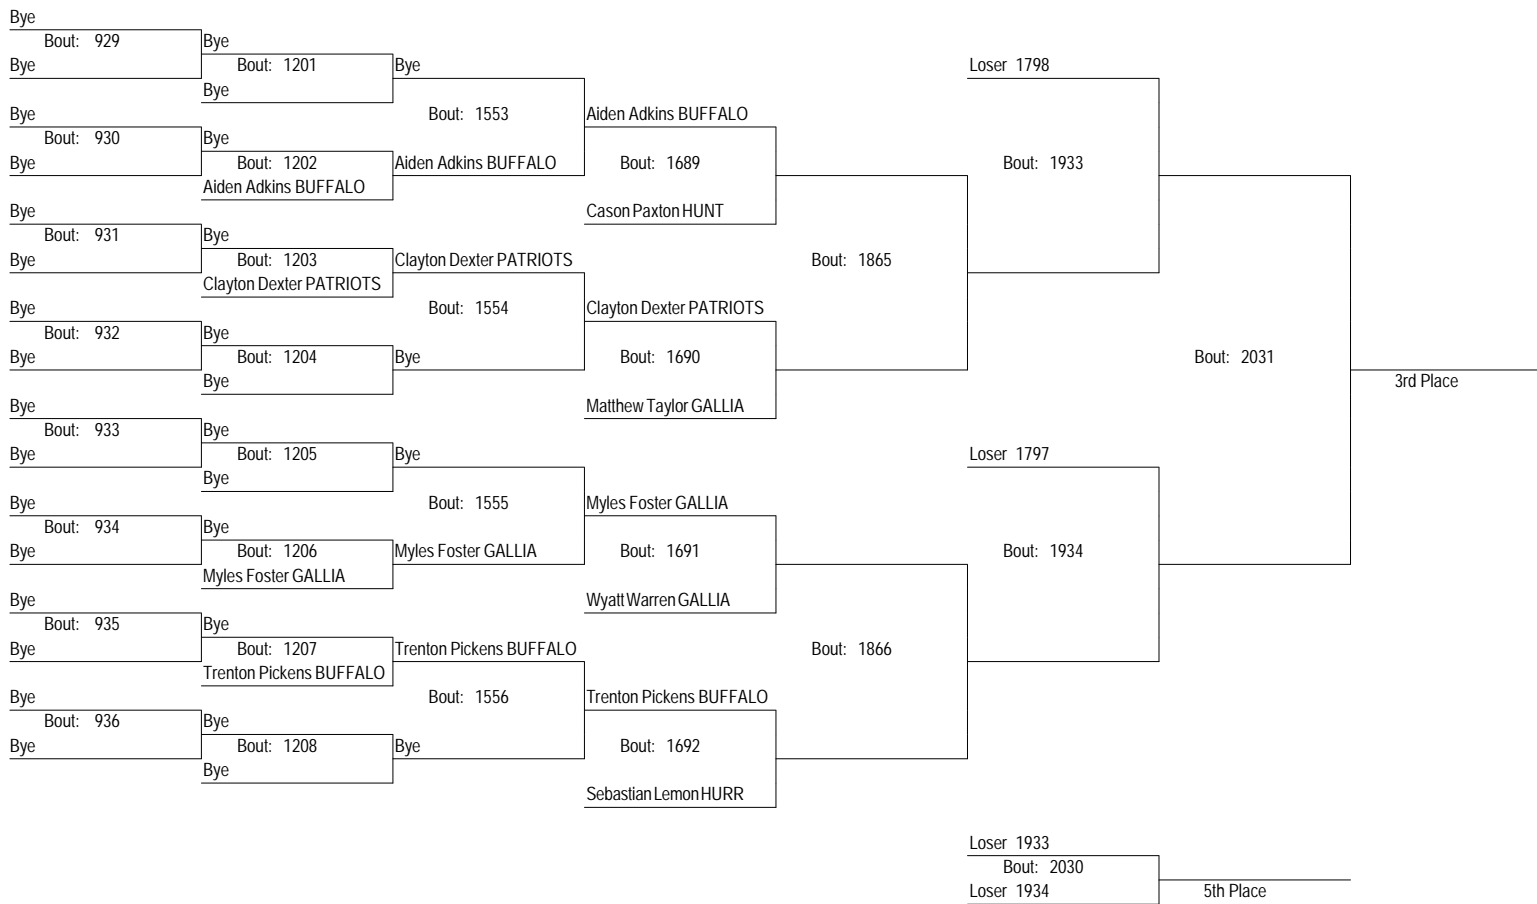 Bye
Bout: 929
Bye
Bye
Bout: 930
Bye
Bye
Bout: 931
Bye
Bye
Bout: 932
Bye
Bye
Bout: 933
Bye
Bye
Bout: 934
Bye
Bye
Bout: 935
Bye
Bye
Bout: 936
Bye
Bye
Bout: 1201
Bye
Bye
Bout: 1202
Aiden Adkins BUFFALO
Bye
Bout: 1203
Clayton Dexter PATRIOTS
Bye
Bout: 1204
Bye
Bye
Bout: 1205
Bye
Bye
Bout: 1206
Myles Foster GALLIA
Bye
Bout: 1207
Trenton Pickens BUFFALO
Bye
Bout: 1208
Bye
Bye
Bout: 1553
Aiden Adkins BUFFALO
Clayton Dexter PATRIOTS
Bout: 1554
Bye
Bye
Bout: 1555
Myles Foster GALLIA
Trenton Pickens BUFFALO
Bout: 1556
Bye
Aiden Adkins BUFFALO
Bout: 1689
Cason Paxton HUNT
Clayton Dexter PATRIOTS
Bout: 1690
Matthew Taylor GALLIA
Myles Foster GALLIA
Bout: 1691
Wyatt Warren GALLIA
Trenton Pickens BUFFALO
Bout: 1692
Sebastian Lemon HURR
Bout: 1865
Bout: 1866
Loser 1798
Bout: 1933
Loser 1797
Bout: 1934
Bout: 2031
3rd Place
Loser 1933
Bout: 2030
Loser 1934
5th Place